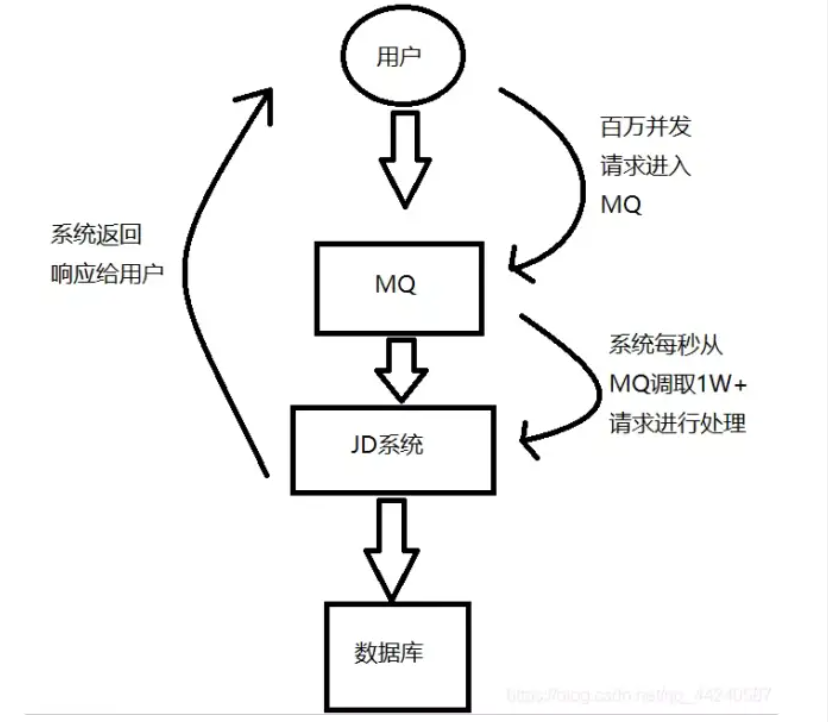 用户
百万并发
请求进入
MQ
系统返回
响应给用户
MQ
系统每秒从
MQ调取1W+
请求进行处理
JD系统
数据库
https://blog.csdn.net/qq_44240587